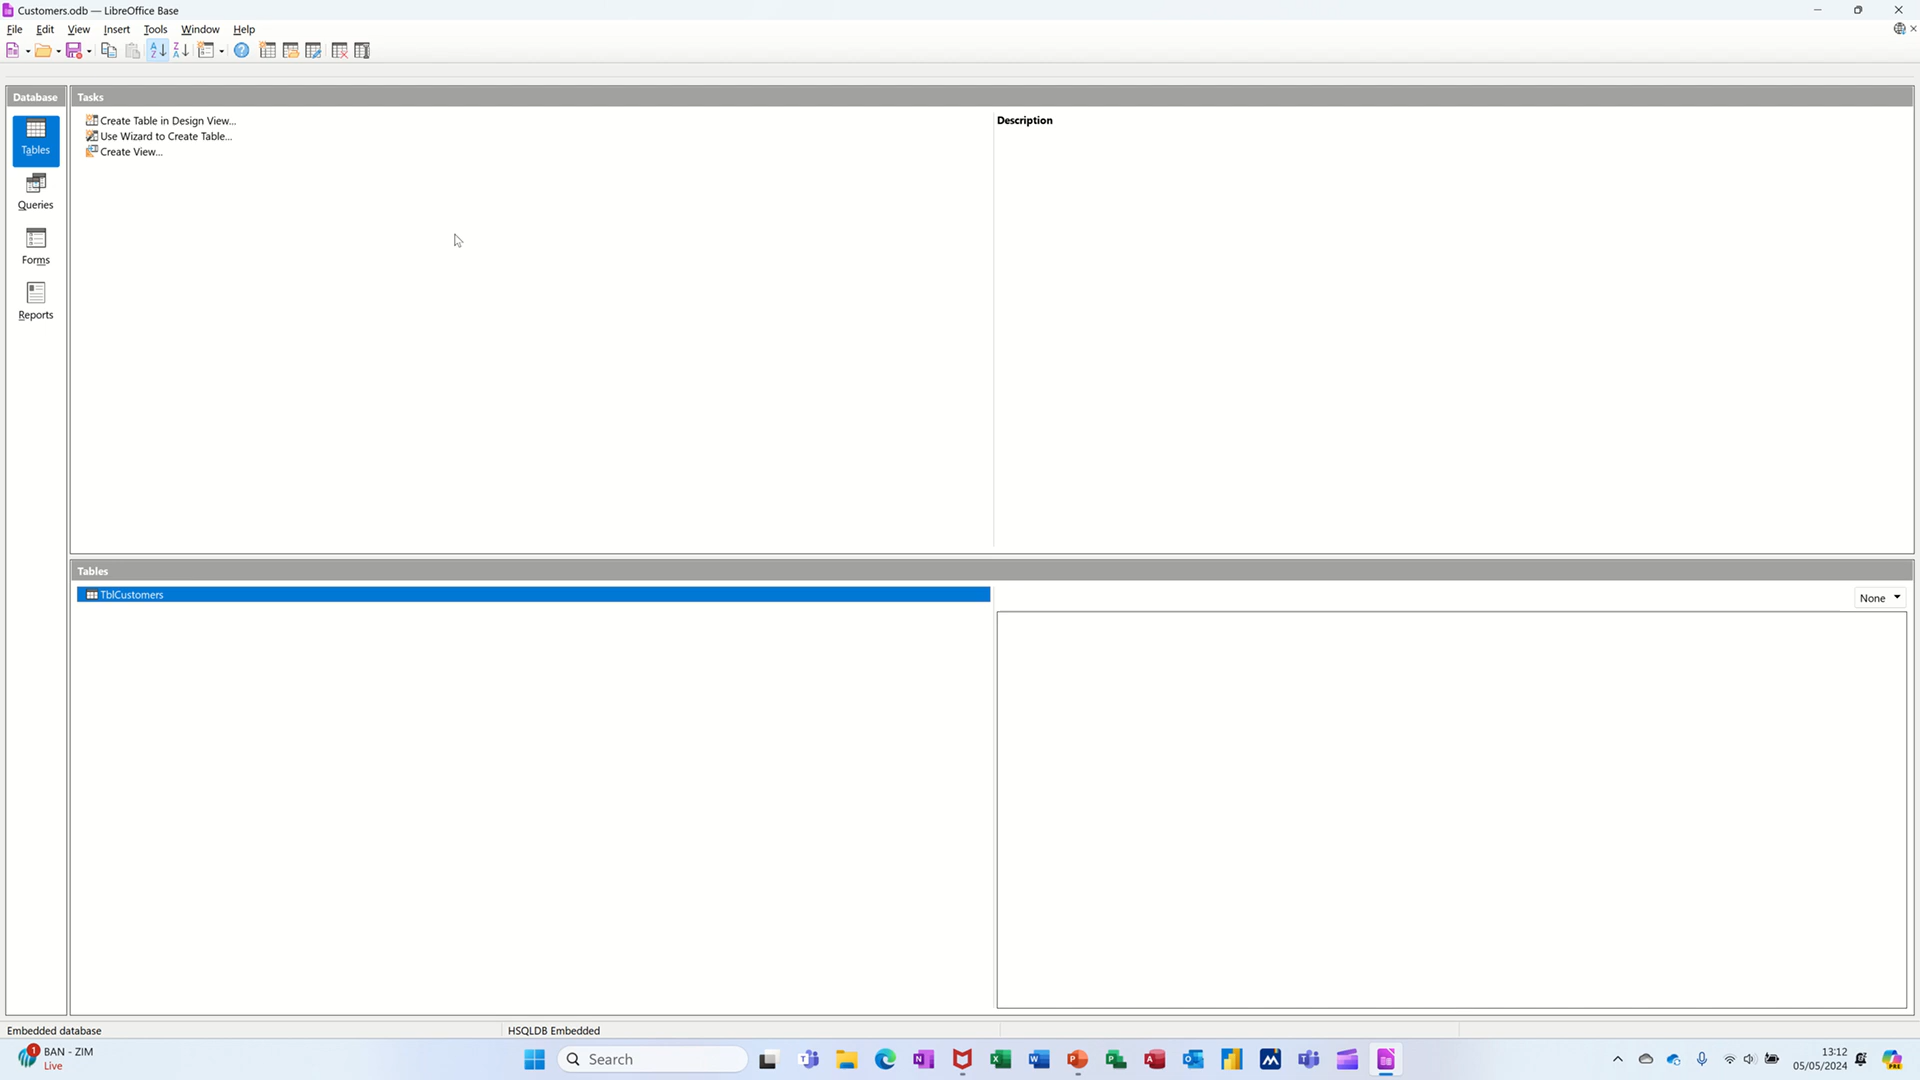 Customers.odb — LibreOffice Base
File Edit View Insert Tools Window Help
Database
Tables
Queries
Forms
Reports
Tasks
Create Table in Design View...
Use Wizard to Create Table...
Create View...
Description
Tables
TblCustomers
None
Embedded database
HSQLDB Embedded
1
BAN - ZIM
Live
Search
13:12
05/05/2024